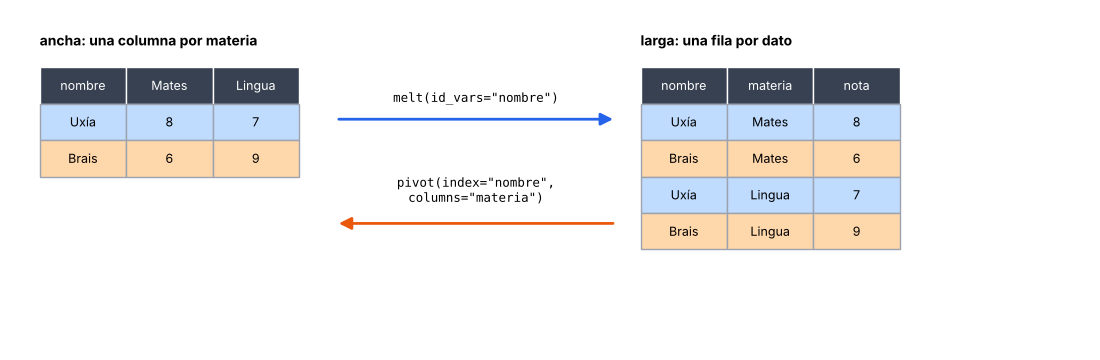 ancha: una columna por materia
nombre Mates Lingua
Uxía 8 7
Brais 6 9
melt(id_vars="nombre")
pivot(index="nombre",
columns="materia")
larga: una fila por dato
nombre materia nota
Uxía Mates 8
Brais Mates 6
Uxía Lingua 7
Brais Lingua 9